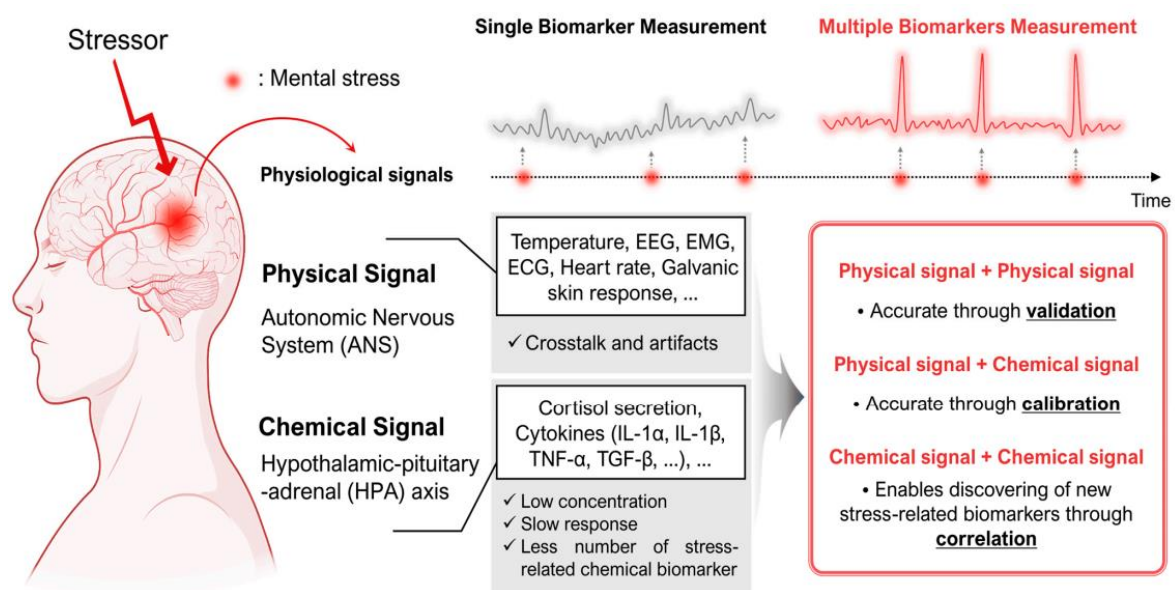 Stressor
: Mental stress
Single Biomarker Measurement
Multiple Biomarkers Measurement
Physiological signals
Time
Physical Signal
Autonomic Nervous
System (ANS)
Temperature, EEG, EMG,
ECG, Heart rate, Galvanic
skin response, ...
✓ Crosstalk and artifacts
Chemical Signal
Hypothalamic-pituitary
-adrenal (HPA) axis
Cortisol secretion,
Cytokines (IL-1α, IL-1β,
TNF-α, TGF-β, ...), ...
✓ Low concentration
✓ Slow response
✓ Less number of stress-
related chemical biomarker
Physical signal + Physical signal
• Accurate through validation
Physical signal + Chemical signal
• Accurate through calibration
Chemical signal + Chemical signal
• Enables discovering of new
stress-related biomarkers through
correlation